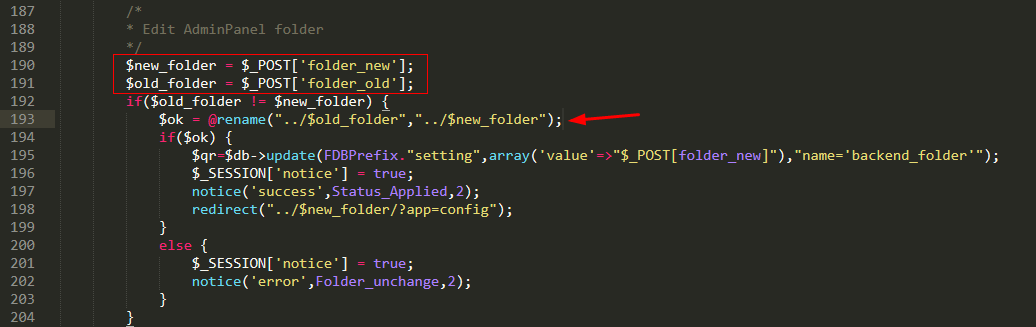 187 /*
188 * Edit AdminPanel folder
189 */
190 $new_folder = $_POST['folder_new'];
191 $old_folder = $_POST['folder_old'];
192 if($old_folder != $new_folder) {
193 $ok = @rename("../$old_folder","../$new_folder");
194 if($ok) {
195 $qr=$db->update(FDBPrefix."setting",array('value'=>"$_POST[folder_new]"),"name='backend_folder'");
196 $_SESSION['notice'] = true;
197 notice('success',Status_Applied,2);
198 redirect("../$new_folder/?app=config");
199 }
200 else {
201 $_SESSION['notice'] = true;
202 notice('error',Folder_unchange,2);
203 }
204 }